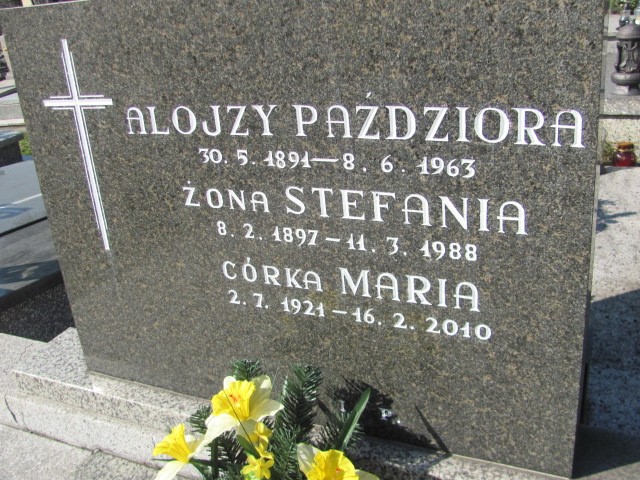 ALOJZY PAŹDZIORA
30. 5. 1891 — 8. 6. 1963
ŻONA STEFANIA
8. 2. 1897 — 11. 3. 1988
CÓRKA MARIA
2. 7. 1921 — 16. 2. 2010